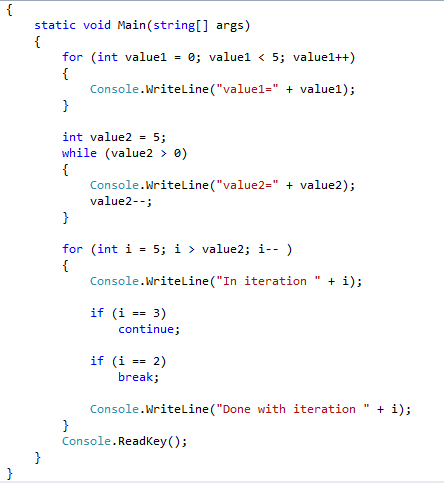 {
    static void Main(string[] args)
    {
        for (int value1 = 0; value1 < 5; value1++)
        {
            Console.WriteLine("value1=" + value1);
        }

        int value2 = 5;
        while (value2 > 0)
        {
            Console.WriteLine("value2=" + value2);
            value2--;
        }

        for (int i = 5; i > value2; i-- )
        {
            Console.WriteLine("In iteration " + i);

            if (i == 3)
                continue;

            if (i == 2)
                break;

            Console.WriteLine("Done with iteration " + i);
        }
        Console.ReadKey();
    }
}